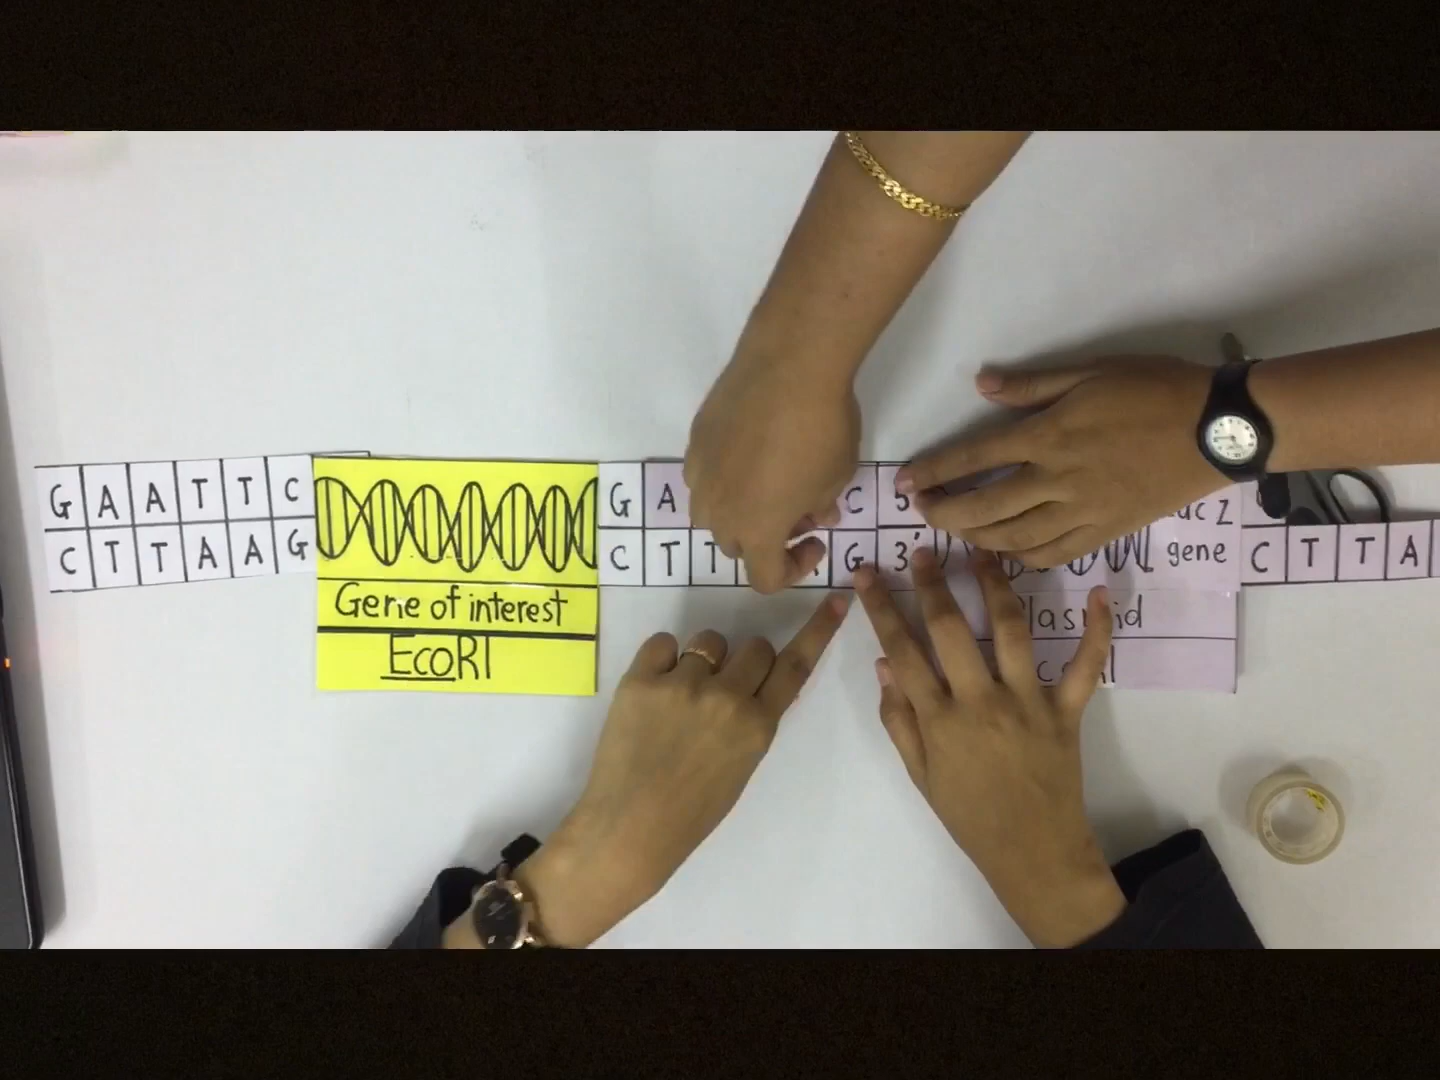 G A A T T C
C T T A A G
Gene of interest
EcoRI
G A
C T T
C 5'
G 3'
gene
C T T A